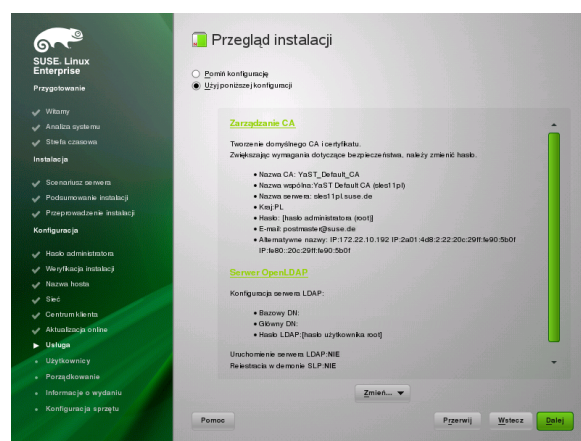 SUSE. Linux
Enterprise
Przygotowanie
Witamy
Analiza systemu
Strefa czasowa
Instalacja
Scenariusz serwera
Podsumowanie instalacji
Przeprowadzenie instalacji
Konfiguracja
Hasło administratora
Weryfikacja instalacji
Nazwa hosta
Sieć
Centrum klienta
Aktualizacja online
Usługa
Użytkownicy
Porządkowanie
Informacje o wydaniu
Konfiguracja sprzętu
Przegląd instalacji
Pomiń konfigurację
Użyj poniższej konfiguracji
Zarządzanie CA
Tworzenie domyślnego CA i certyfikatu.
Zwiększając wymagania dotyczące bezpieczeństwa, należy zmienić hasło.
• Nazwa CA: YaST_Default_CA
• Nazwa wspólna:YaST Default CA (sles11pl)
• Nazwa serwera: sles11pl.suse.de
• Kraj:PL
• Hasło: [hasło administratora (root)]
• E-mail: postmaster@suse.de
• Alternatywne nazwy: IP:172.22.10.192 IP:2a01:4d8:2:22:20c:29ff:fe90:5b0f
IP:fe80::20c:29ff:fe90:5b0f
Serwer OpenLDAP
Konfiguracja serwera LDAP:
• Bazowy DN:
• Główny DN:
• Hasło LDAP:[hasło użytkownika root]
Uruchomienie serwera LDAP:NIE
Rejestracja w demonie SLP:NIE
Zmień...
Pomoc
Przerwij
Wstecz
Dalej